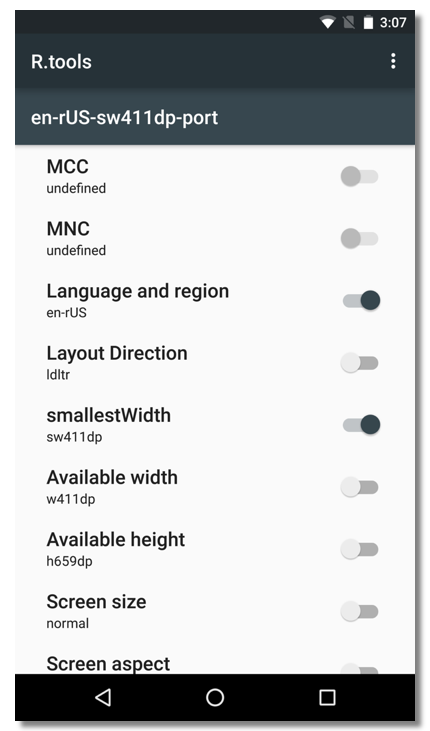 3:07
R.tools
en-rUS-sw411dp-port
MCC
undefined
MNC
undefined
Language and region
en-rUS
Layout Direction
ldltr
smallestWidth
sw411dp
Available width
w411dp
Available height
h659dp
Screen size
normal
Screen aspect